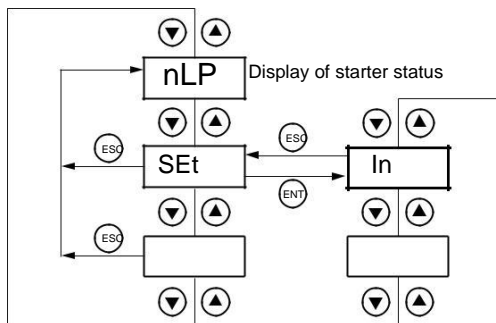 nLP Display of starter status
ESC
ESC
SEt
In
ENT
ESC